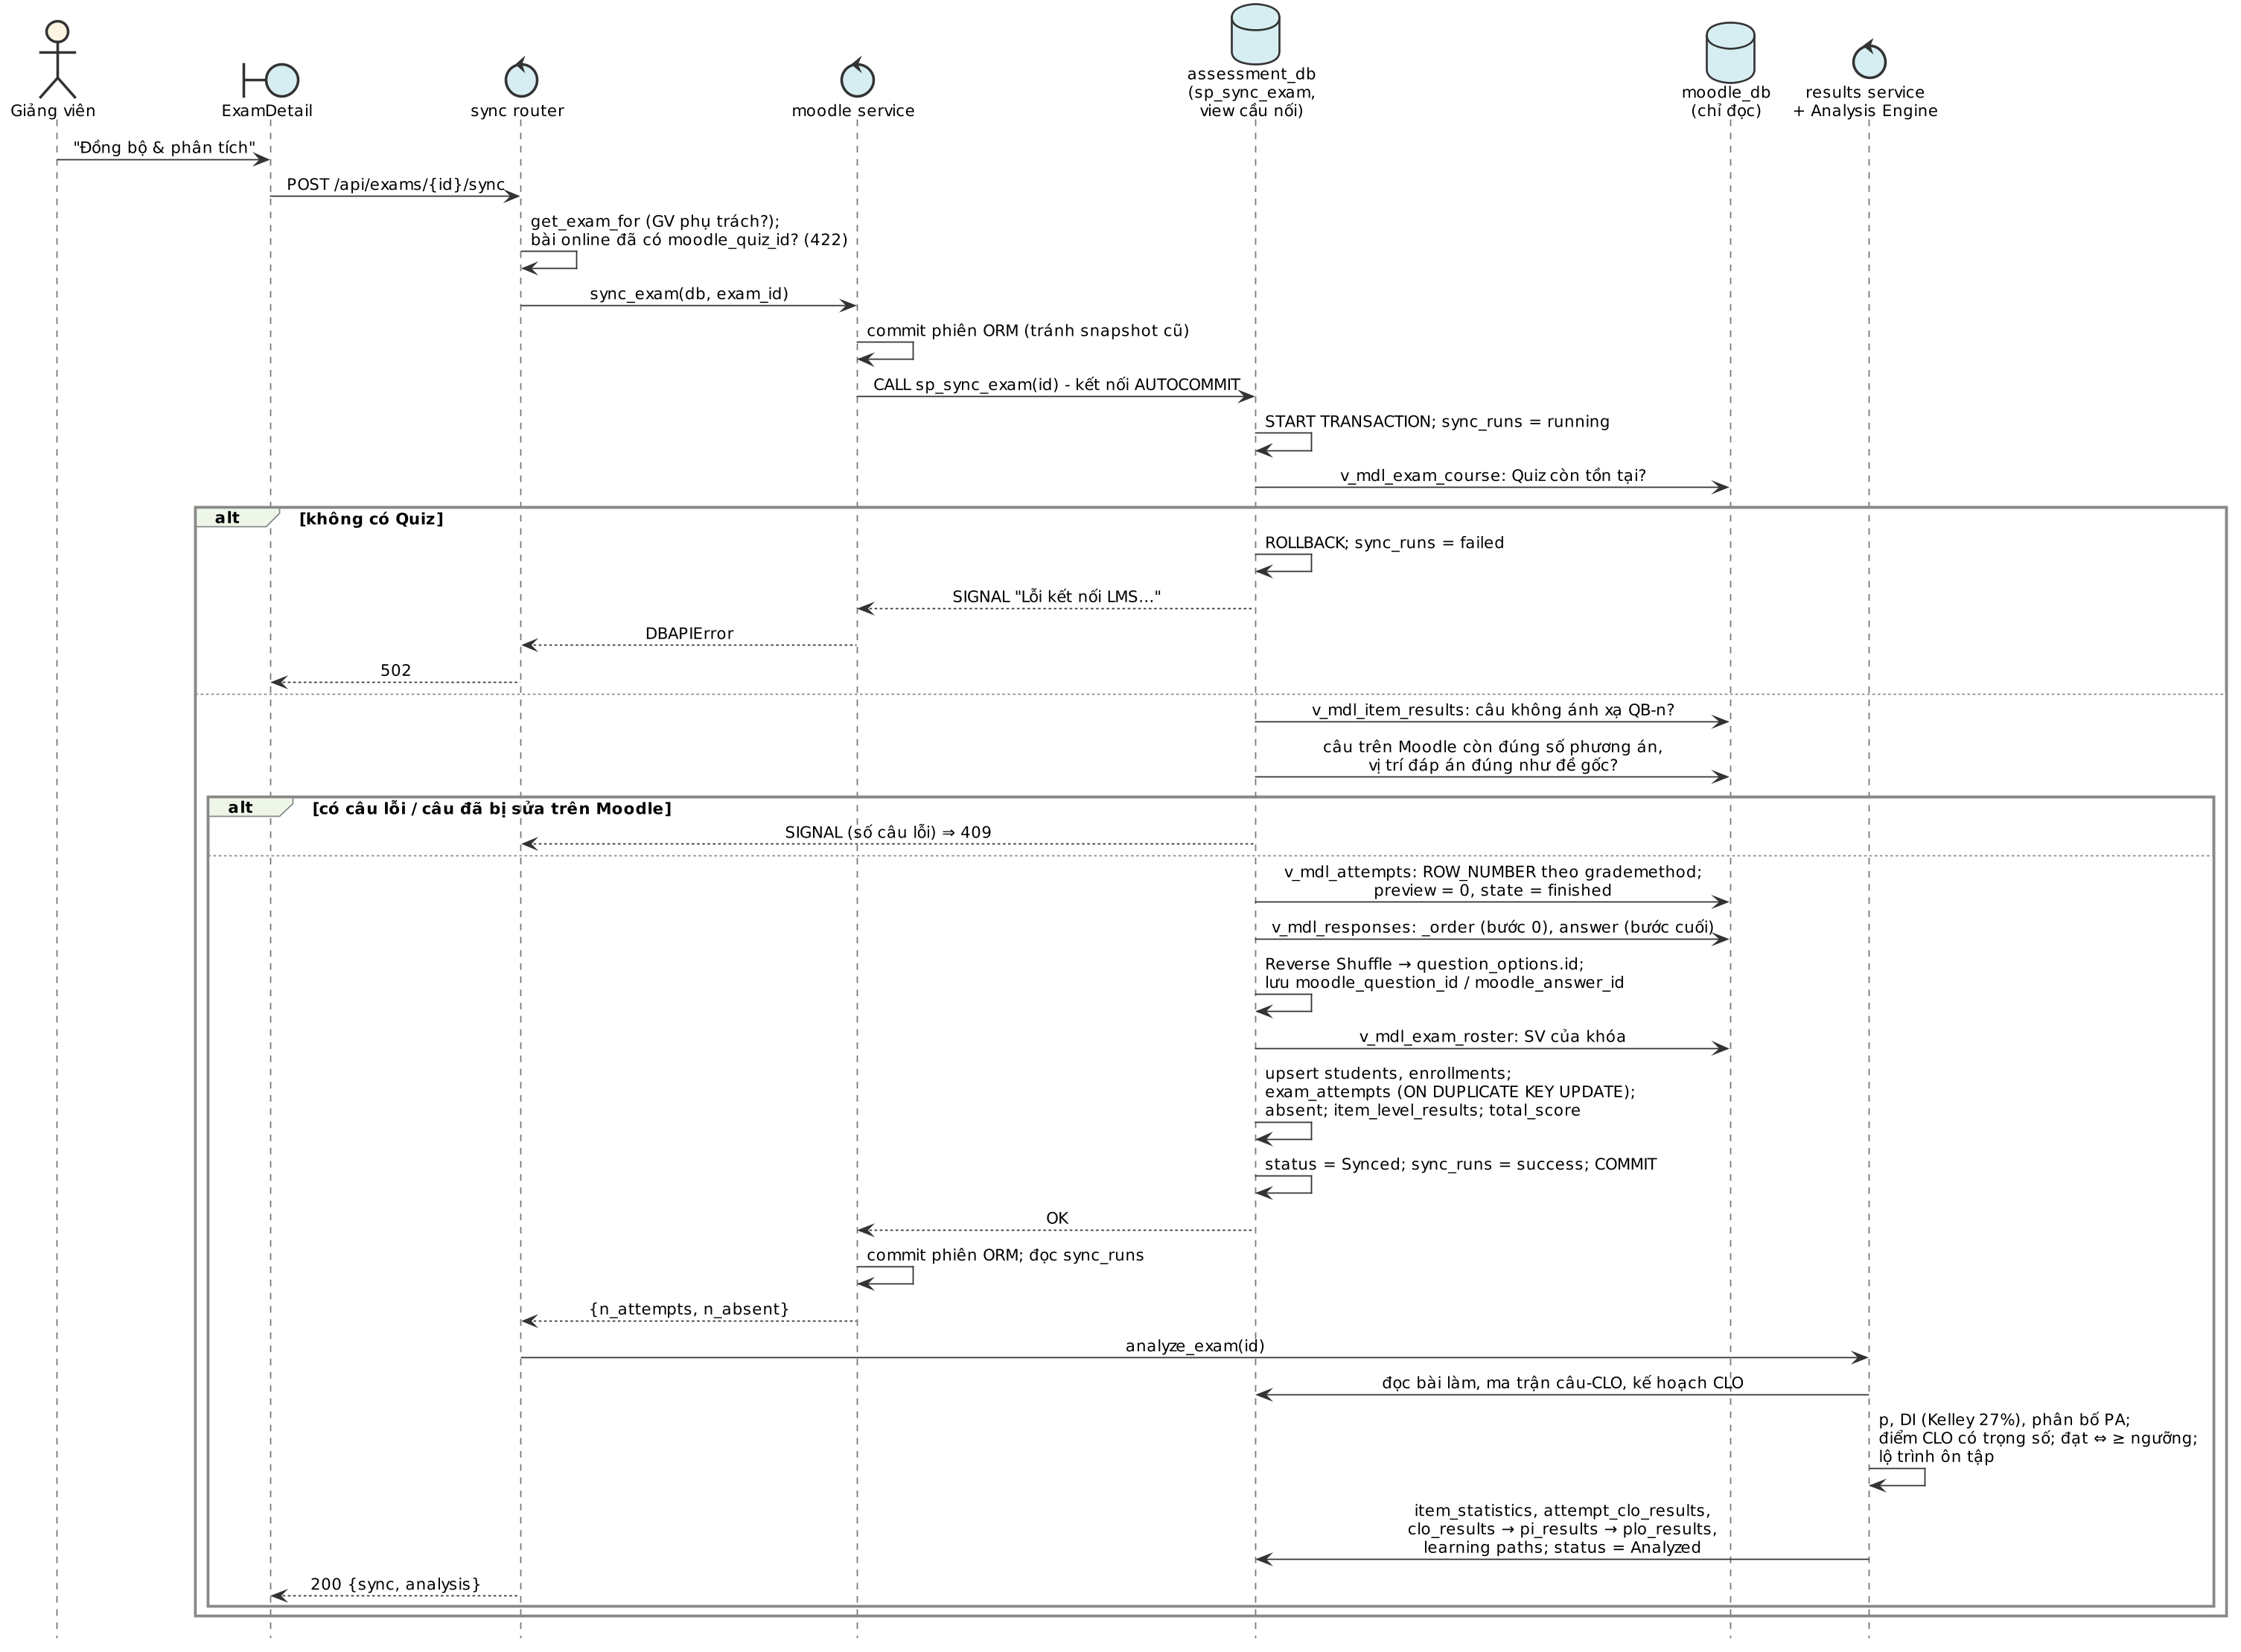 Giảng viên
ExamDetail
sync router
moodle service
assessment_db
(sp_sync_exam,
view cầu nối)
moodle_db
(chỉ đọc)
results service
+ Analysis Engine
"Đồng bộ & phân tích"
POST /api/exams/{id}/sync
get_exam_for (GV phụ trách?);
bài online đã có moodle_quiz_id? (422)
sync_exam(db, exam_id)
commit phiên ORM (tránh snapshot cũ)
CALL sp_sync_exam(id) - kết nối AUTOCOMMIT
START TRANSACTION; sync_runs = running
v_mdl_exam_course: Quiz còn tồn tại?
alt [không có Quiz]
ROLLBACK; sync_runs = failed
SIGNAL "Lỗi kết nối LMS..."
DBAPIError
502
v_mdl_item_results: câu không ánh xạ QB-n?
câu trên Moodle còn đúng số phương án,
vị trí đáp án đúng như đề gốc?
alt [có câu lỗi / câu đã bị sửa trên Moodle]
SIGNAL (số câu lỗi) ⇒ 409
v_mdl_attempts: ROW_NUMBER theo grademethod;
preview = 0, state = finished
v_mdl_responses: _order (bước 0), answer (bước cuối)
Reverse Shuffle → question_options.id;
lưu moodle_question_id / moodle_answer_id
v_mdl_exam_roster: SV của khóa
upsert students, enrollments;
exam_attempts (ON DUPLICATE KEY UPDATE);
absent; item_level_results; total_score
status = Synced; sync_runs = success; COMMIT
OK
commit phiên ORM; đọc sync_runs
{n_attempts, n_absent}
analyze_exam(id)
đọc bài làm, ma trận câu-CLO, kế hoạch CLO
p, DI (Kelley 27%), phân bố PA;
điểm CLO có trọng số; đạt ⇔ ≥ ngưỡng;
lộ trình ôn tập
item_statistics, attempt_clo_results,
clo_results → pi_results → plo_results,
learning paths; status = Analyzed
200 {sync, analysis}